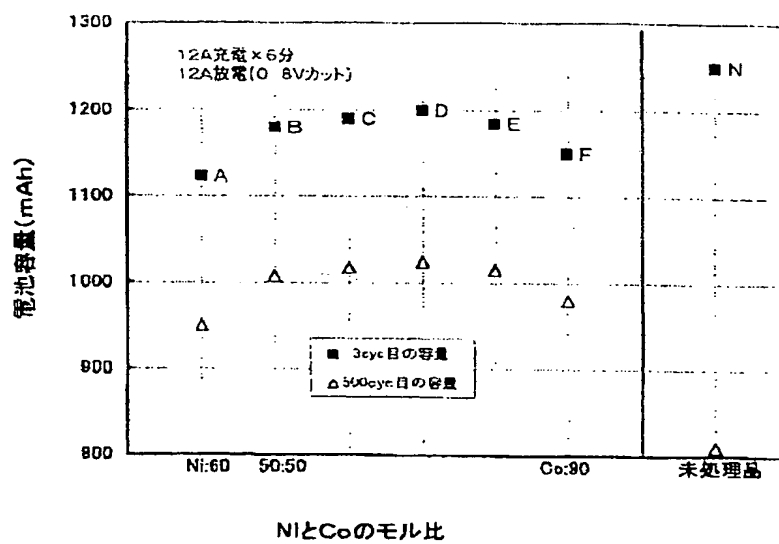 1300
1200
1100
1000
900
800
電池容量(mAh)
12A充電×6分
12A放電(0 8Vカット)
A
B
C
D
E
F
N
■ 3cyc目の容量
△500cyc目の容量
Ni:60
50:50
Co:90
未処理品
NiとCoのモル比